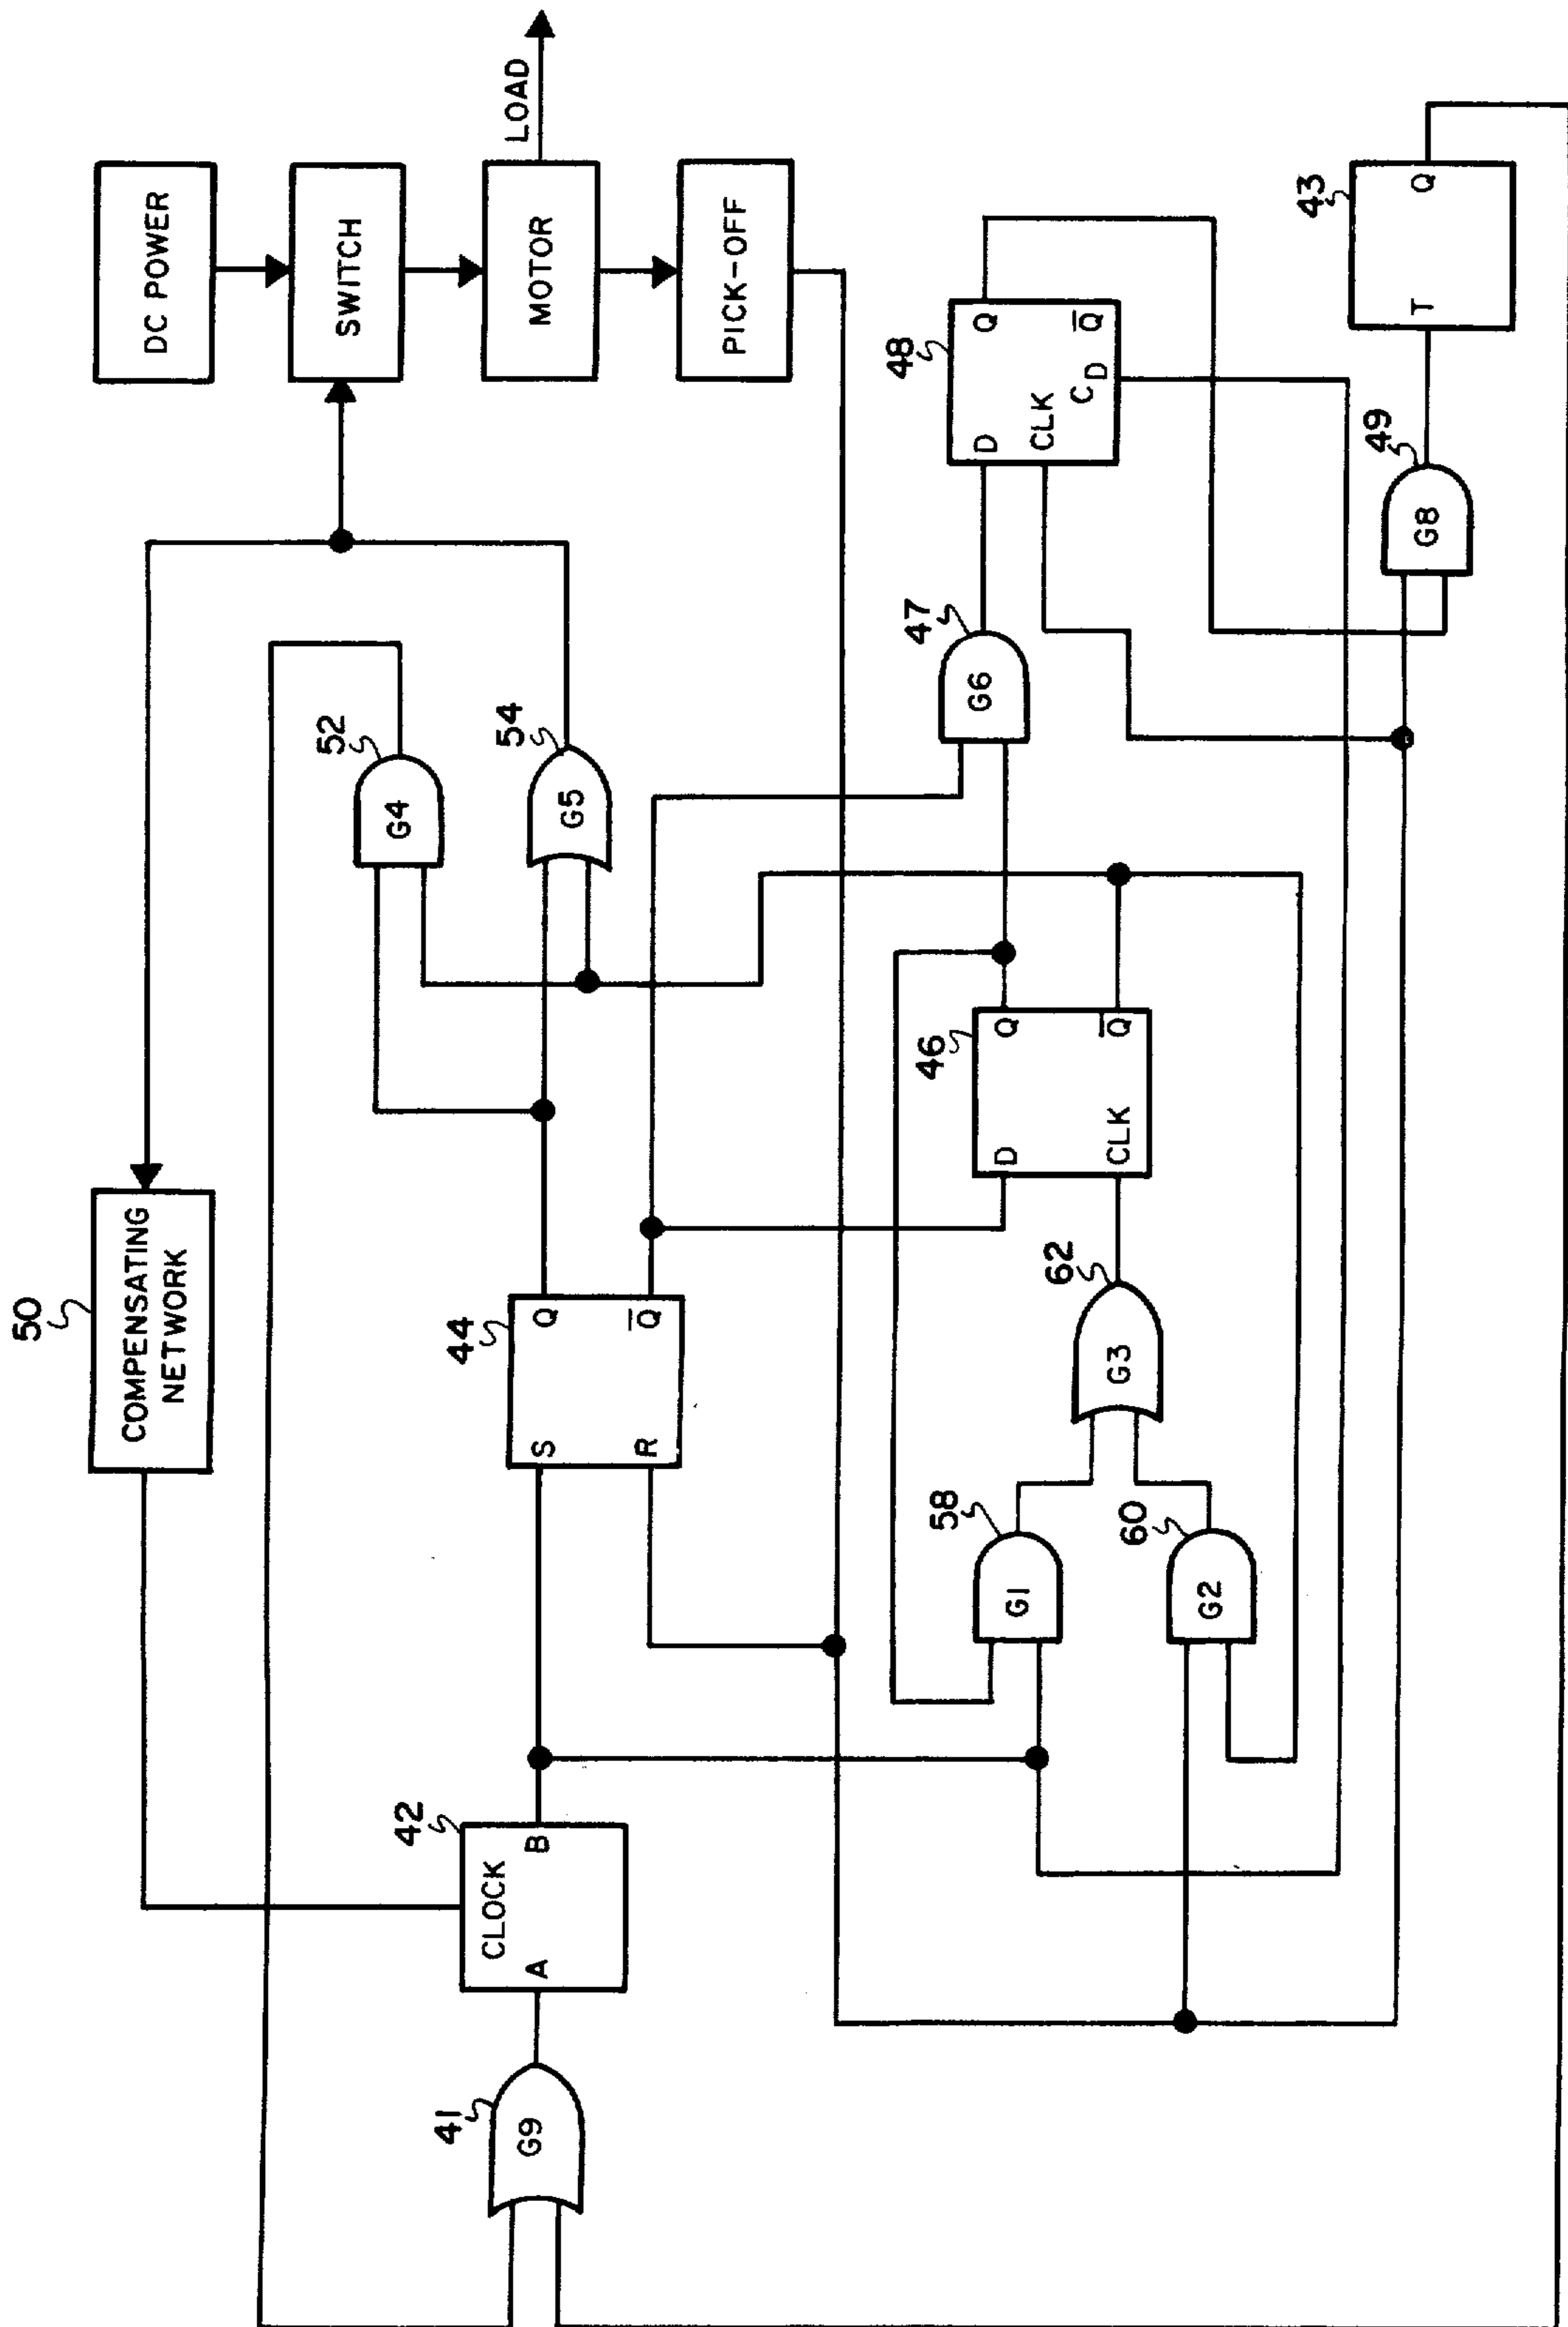 50
COMPENSATING
NETWORK
DC POWER
SWITCH
MOTOR
LOAD
PICK-OFF
52
G4
54
G5
44
S
Q
R
Q̅
42
CLOCK
A
B
41
G9
47
G6
48
D
Q
CLK
C
D
Q̅
46
D
Q
CLK
Q̅
58
G1
62
G3
60
G2
49
G8
43
T
Q